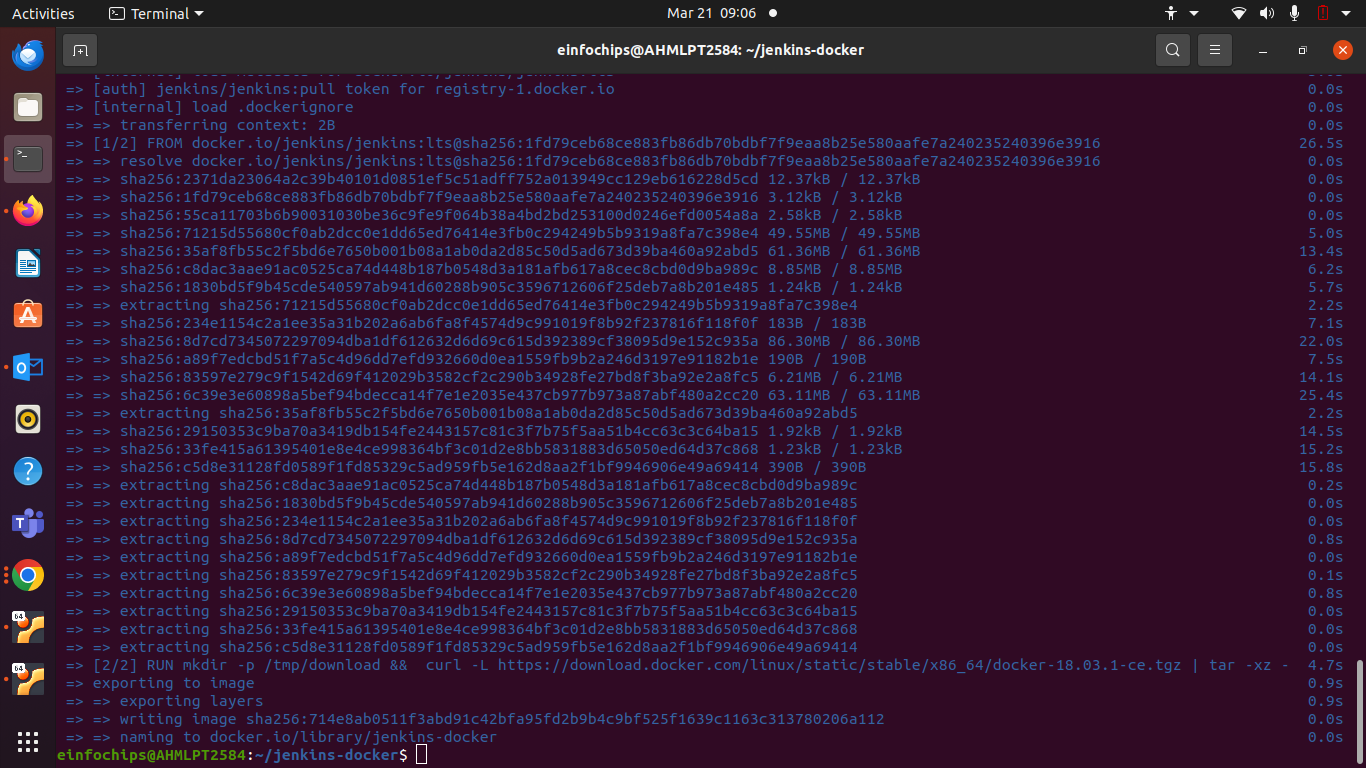 Activities
Terminal
Mar 21 09:06
einfochips@AHMLPT2584: ~/jenkins-docker
=> [auth] jenkins/jenkins:pull token for registry-1.docker.io 0.0s
=> [internal] load .dockerignore 0.0s
=> => transferring context: 2B 0.0s
=> [1/2] FROM docker.io/jenkins/jenkins:lts@sha256:1fd79ceb68ce883fb86db70bdbf7f9eaa8b25e580aafe7a240235240396e3916 26.5s
=> => resolve docker.io/jenkins/jenkins:lts@sha256:1fd79ceb68ce883fb86db70bdbf7f9eaa8b25e580aafe7a240235240396e3916 0.0s
=> => sha256:2371da23064a2c39b40101d0851ef5c51adff752a013949cc129eb616228d5cd 12.37kB / 12.37kB 0.0s
=> => sha256:1fd79ceb68ce883fb86db70bdbf7f9eaa8b25e580aafe7a240235240396e3916 3.12kB / 3.12kB 0.0s
=> => sha256:55ca11703b6b90031030be36c9fe9f064b38a4bd2bd253100d0246efd0054a8a 2.58kB / 2.58kB 0.0s
=> => sha256:71215d55680cf0ab2dcc0e1dd65ed76414e3fb0c294249b5b9319a8fa7c398e4 49.55MB / 49.55MB 5.0s
=> => sha256:35af8fb55c2f5bd6e7650b001b08a1ab0da2d85c50d5ad673d39ba460a92abd5 61.36MB / 61.36MB 13.4s
=> => sha256:c8dac3aae91ac0525ca74d448b187b0548d3a181afb617a8cec8cbd0d9ba989c 8.85MB / 8.85MB 6.2s
=> => sha256:1830bd5f9b45cde540597ab941d60288b905c3596712606f25deb7a8b201e485 1.24kB / 1.24kB 5.7s
=> => extracting sha256:71215d55680cf0ab2dcc0e1dd65ed76414e3fb0c294249b5b9319a8fa7c398e4 2.2s
=> => sha256:234e1154c2a1ee35a31b202a6ab6fa8f4574d9c991019f8b92f237816f118f0f 183B / 183B 7.1s
=> => sha256:8d7cd7345072297094dba1df612632d6d69c615d392389cf38095d9e152c935a 86.30MB / 86.30MB 22.0s
=> => sha256:a89f7edcbd51f7a5c4d96dd7efd932660d0ea1559fb9b2a246d3197e91182b1e 190B / 190B 7.5s
=> => sha256:83597e279c9f1542d69f412029b3582cf2c290b34928fe27bd8f3ba92e2a8fc5 6.21MB / 6.21MB 14.1s
=> => sha256:6c39e3e60898a5bef94bdecca14f7e1e2035e437cb977b973a87abf480a2cc20 63.11MB / 63.11MB 25.4s
=> => extracting sha256:35af8fb55c2f5bd6e7650b001b08a1ab0da2d85c50d5ad673d39ba460a92abd5 2.2s
=> => sha256:29150353c9ba70a3419db154fe2443157c81c3f7b75f5aa51b4cc63c3c64ba15 1.92kB / 1.92kB 14.5s
=> => sha256:33fe415a61395401e8e4ce998364bf3c01d2e8bb5831883d65050ed64d37c868 1.23kB / 1.23kB 15.2s
=> => sha256:c5d8e31128fd0589f1fd85329c5ad959fb5e162d8aa2f1bf9946906e49a69414 390B / 390B 15.8s
=> => extracting sha256:c8dac3aae91ac0525ca74d448b187b0548d3a181afb617a8cec8cbd0d9ba989c 0.2s
=> => extracting sha256:1830bd5f9b45cde540597ab941d60288b905c3596712606f25deb7a8b201e485 0.0s
=> => extracting sha256:234e1154c2a1ee35a31b202a6ab6fa8f4574d9c991019f8b92f237816f118f0f 0.0s
=> => extracting sha256:8d7cd7345072297094dba1df612632d6d69c615d392389cf38095d9e152c935a 0.8s
=> => extracting sha256:a89f7edcbd51f7a5c4d96dd7efd932660d0ea1559fb9b2a246d3197e91182b1e 0.0s
=> => extracting sha256:83597e279c9f1542d69f412029b3582cf2c290b34928fe27bd8f3ba92e2a8fc5 0.1s
=> => extracting sha256:6c39e3e60898a5bef94bdecca14f7e1e2035e437cb977b973a87abf480a2cc20 0.8s
=> => extracting sha256:29150353c9ba70a3419db154fe2443157c81c3f7b75f5aa51b4cc63c3c64ba15 0.0s
=> => extracting sha256:33fe415a61395401e8e4ce998364bf3c01d2e8bb5831883d65050ed64d37c868 0.0s
=> => extracting sha256:c5d8e31128fd0589f1fd85329c5ad959fb5e162d8aa2f1bf9946906e49a69414 0.0s
=> [2/2] RUN mkdir -p /tmp/download &&  curl -L https://download.docker.com/linux/static/stable/x86_64/docker-18.03.1-ce.tgz | tar -xz - 4.7s
=> exporting to image 0.9s
=> => exporting layers 0.9s
=> => writing image sha256:714e8ab0511f3abd91c42bfa95fd2b9b4c9bf525f1639c1163c313780206a112 0.0s
=> => naming to docker.io/library/jenkins-docker 0.0s
einfochips@AHMLPT2584:~/jenkins-docker$
64
64